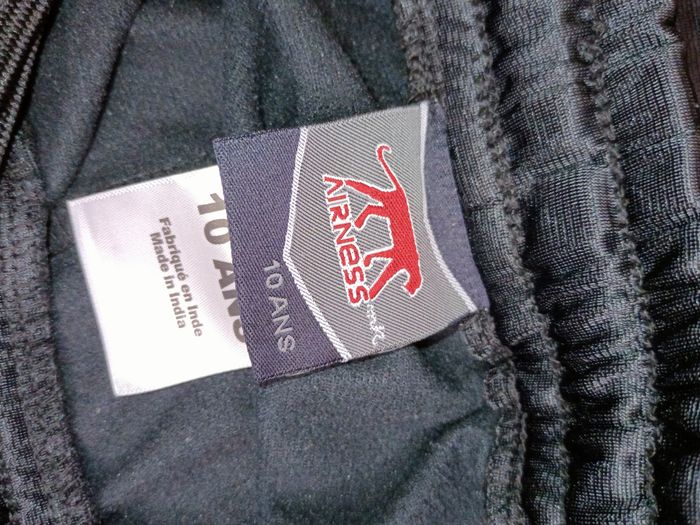 AIRNESS
10 ANS
10 ANS
Fabriqué en Inde
Made in India